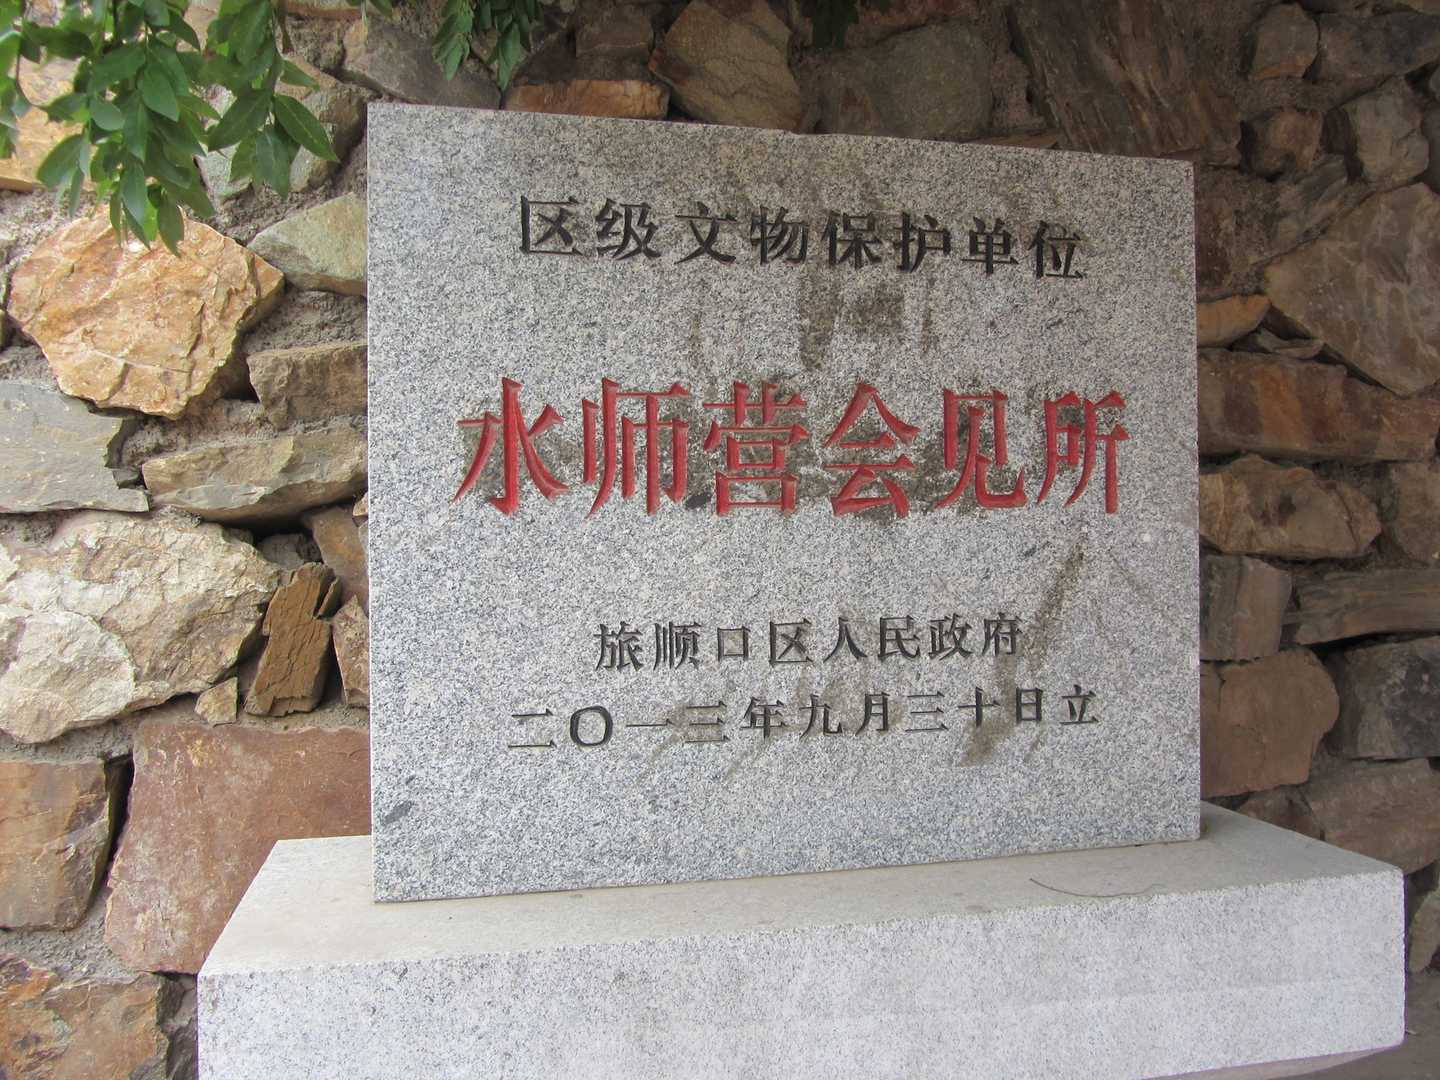 区级文物保护单位
水师营会见所
旅顺口区人民政府
二〇一三年九月三十日立